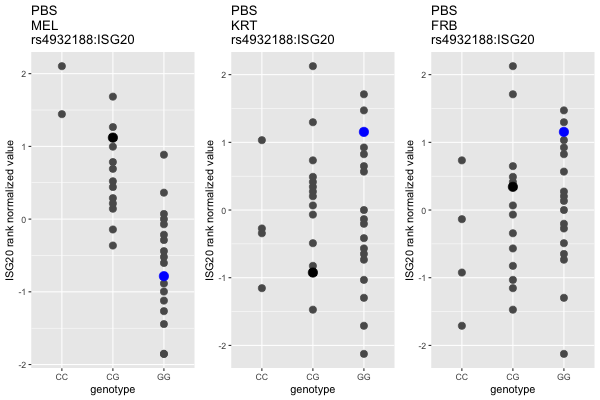 PBS
MEL
rs4932188:ISG20
ISG20 rank normalized value
2
1
0
-1
-2
CC
CG
GG
genotype
PBS
KRT
rs4932188:ISG20
ISG20 rank normalized value
2
1
0
-1
-2
CC
CG
GG
genotype
PBS
FRB
rs4932188:ISG20
ISG20 rank normalized value
2
1
0
-1
-2
CC
CG
GG
genotype